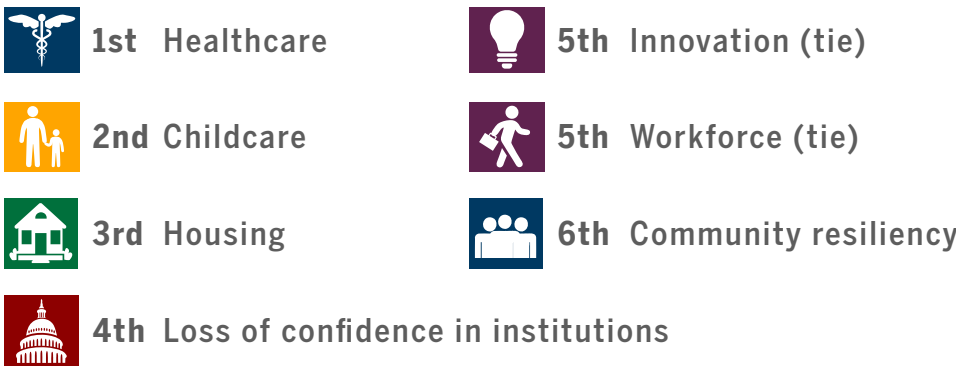 1st Healthcare
2nd Childcare
3rd Housing
4th Loss of confidence in institutions
5th Innovation (tie)
5th Workforce (tie)
6th Community resiliency